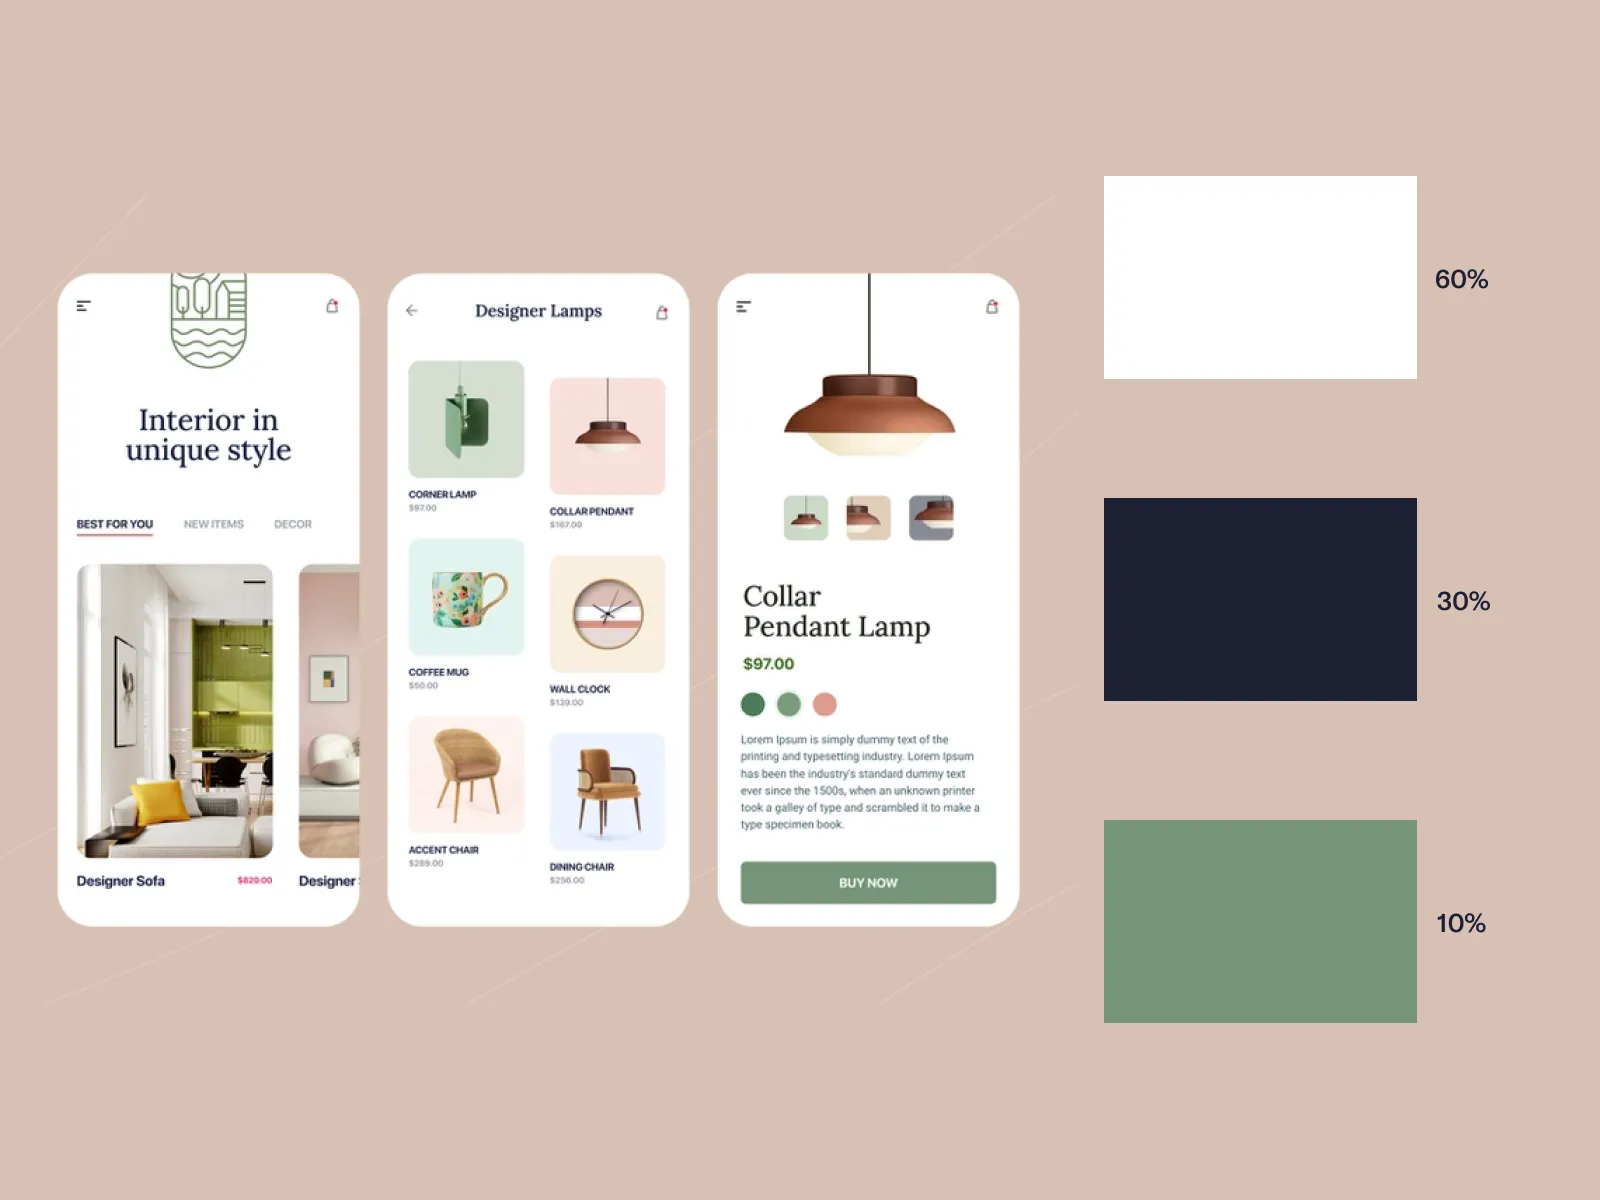 Interior in
unique style
BEST FOR YOU
NEW ITEMS
DECOR
Designer Sofa
$820.00
Designer
Designer Lamps
CORNER LAMP
$97.00
COLLAR PENDANT
$167.00
COFFEE MUG
$50.00
WALL CLOCK
$139.00
ACCENT CHAIR
$289.00
DINING CHAIR
$256.00
Collar
Pendant Lamp
$97.00
Lorem Ipsum is simply dummy text of the
printing and typesetting industry. Lorem Ipsum
has been the industry's standard dummy text
ever since the 1500s, when an unknown printer
took a galley of type and scrambled it to make a
type specimen book.
BUY NOW
60%
30%
10%